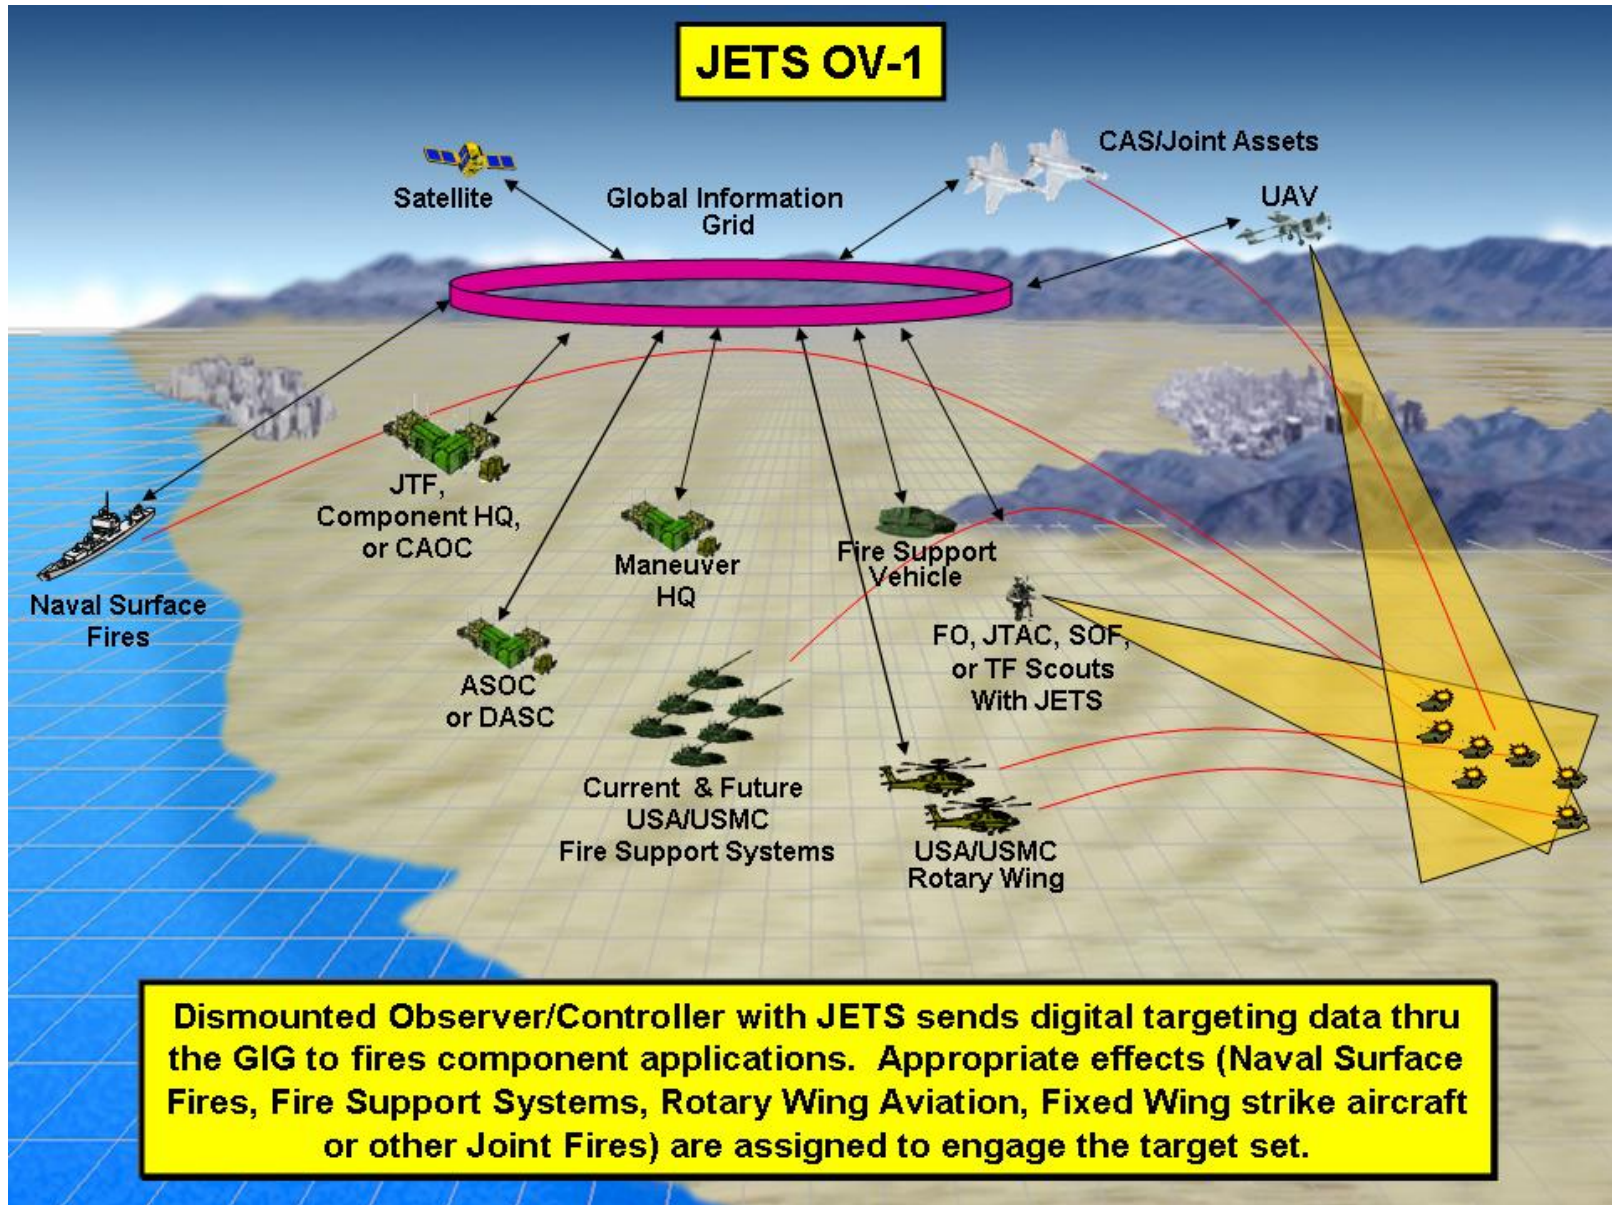 JETS OV-1
CAS/Joint Assets
Satellite
Global Information
Grid
UAV
JTF,
Component HQ,
or CAOC
Maneuver
HQ
Fire Support
Vehicle
Naval Surface
Fires
FO, JTAC, SOF,
or TF Scouts
With JETS
ASOC
or DASC
Current & Future
USA/USMC
Fire Support Systems
USA/USMC
Rotary Wing
Dismounted Observer/Controller with JETS sends digital targeting data thru
the GIG to fires component applications. Appropriate effects (Naval Surface
Fires, Fire Support Systems, Rotary Wing Aviation, Fixed Wing strike aircraft
or other Joint Fires) are assigned to engage the target set.